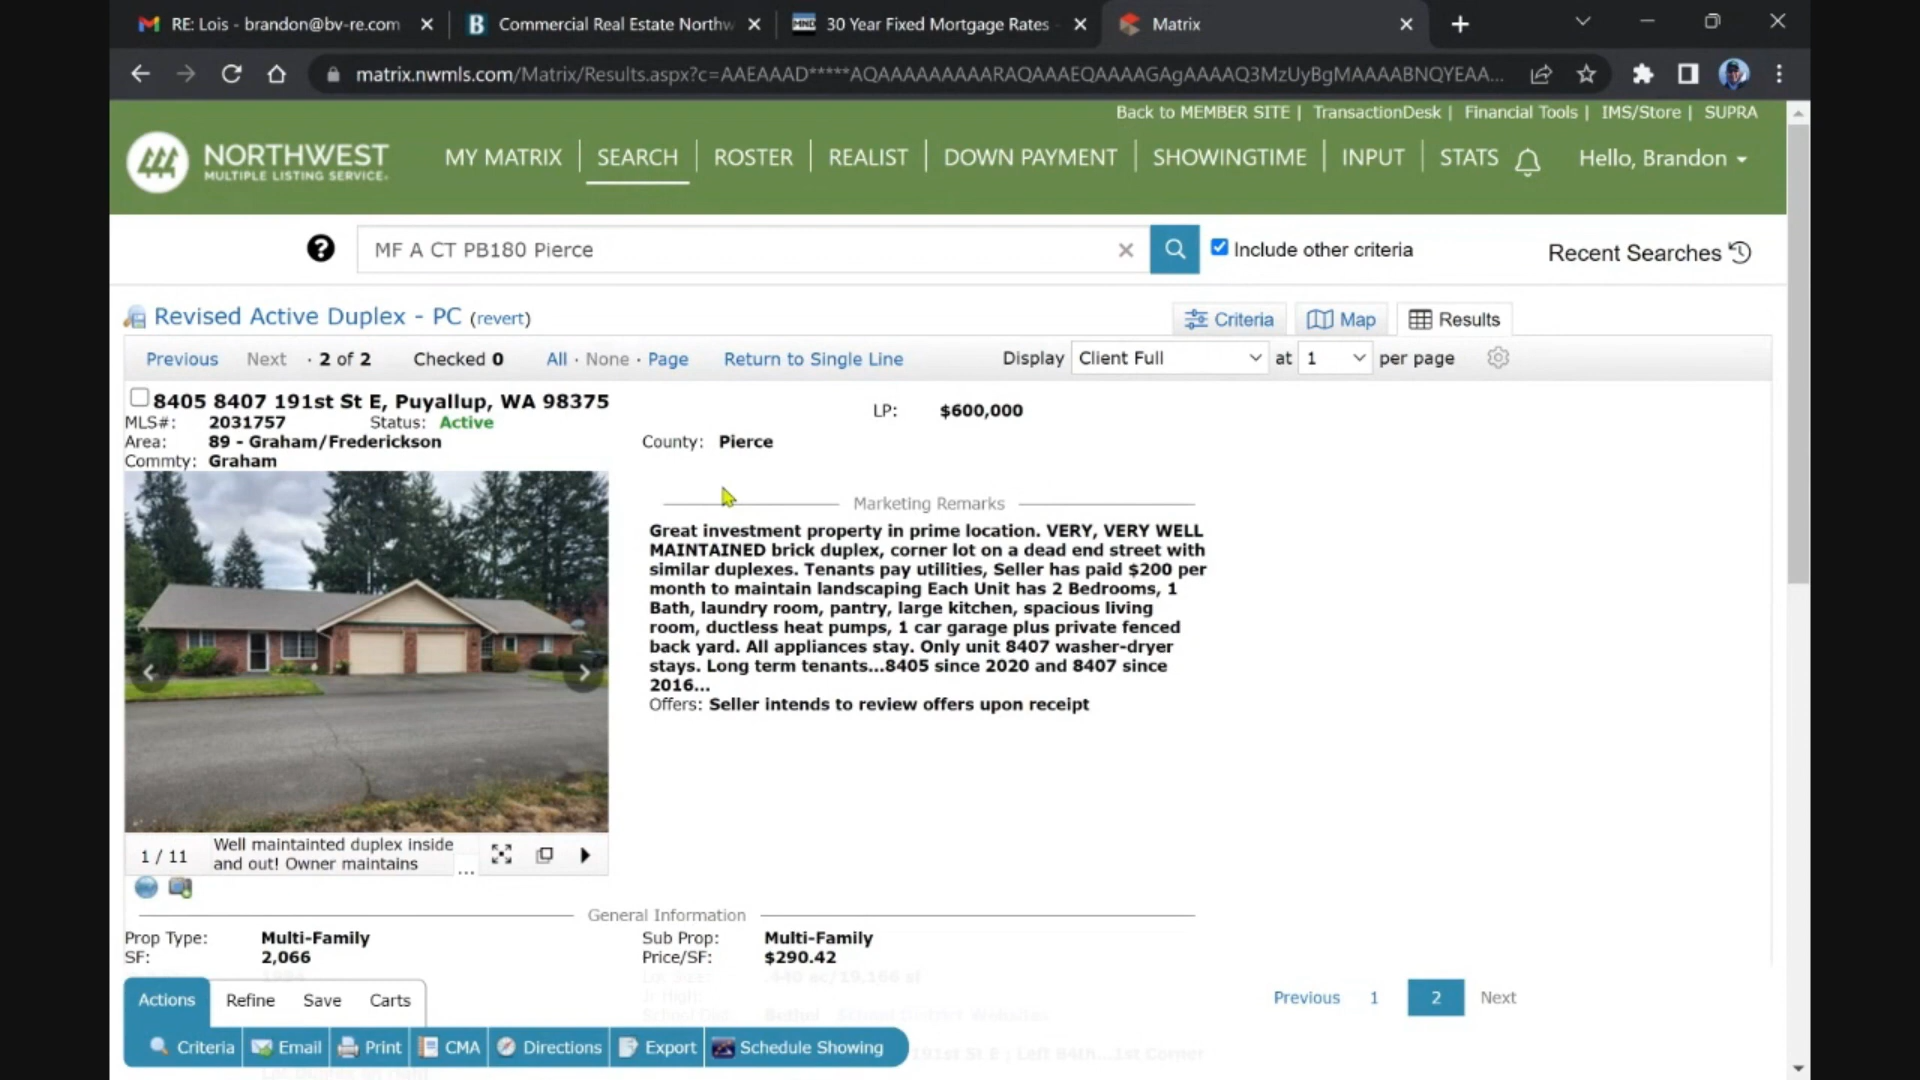 RE: Lois - brandon@bv-re.com
Commercial Real Estate Northw
MND 30 Year Fixed Mortgage Rates -
Matrix
matrix.nwmls.com/Matrix/Results.aspx?c=AAEAAAD*****AQAAAAAAAAARAQAAAEQAAAAGAgAAAAQ3MzUyBgMAAAABNQYEAA...
Back to MEMBER SITE | TransactionDesk | Financial Tools | IMS/Store | SUPRA
NORTHWEST
MULTIPLE LISTING SERVICE
MY MATRIX SEARCH ROSTER REALIST DOWN PAYMENT SHOWINGTIME INPUT STATS Hello, Brandon
MF A CT PB180 Pierce
Include other criteria
Recent Searches
Revised Active Duplex - PC (revert)
Criteria Map Results
Previous Next · 2 of 2 Checked 0 All · None · Page Return to Single Line Display Client Full at 1 per page
8405 8407 191st St E, Puyallup, WA 98375
LP: $600,000
MLS#: 2031757 Status: Active
Area: 89 - Graham/Frederickson County: Pierce
Commty: Graham
Marketing Remarks
Great investment property in prime location. VERY, VERY WELL
MAINTAINED brick duplex, corner lot on a dead end street with
similar duplexes. Tenants pay utilities, Seller has paid $200 per
month to maintain landscaping Each Unit has 2 Bedrooms, 1
Bath, laundry room, pantry, large kitchen, spacious living
room, ductless heat pumps, 1 car garage plus private fenced
back yard. All appliances stay. Only unit 8407 washer-dryer
stays. Long term tenants...8405 since 2020 and 8407 since
2016...
Offers: Seller intends to review offers upon receipt
1 / 11
Well maintainted duplex inside
and out! Owner maintains
...
General Information
Prop Type: Multi-Family Sub Prop: Multi-Family
SF: 2,066 Price/SF: $290.42
Actions Refine Save Carts
Previous 1 2 Next
Criteria Email Print CMA Directions Export Schedule Showing